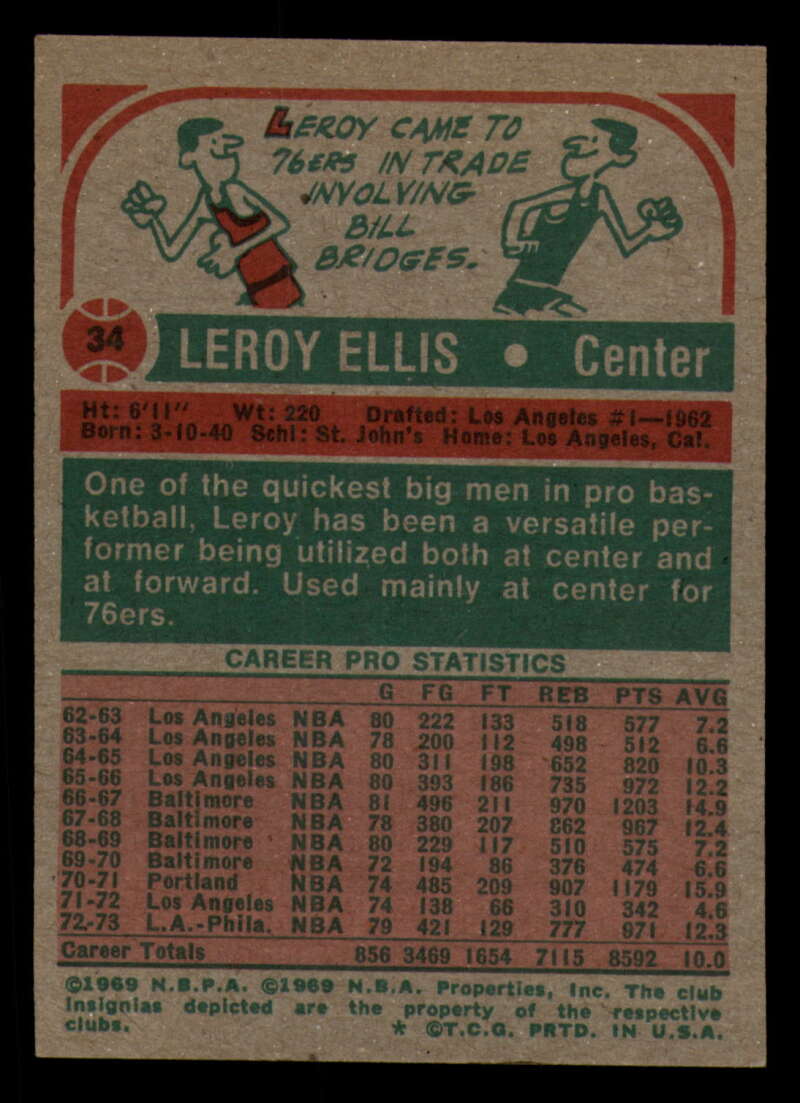 LEROY CAME TO
76ERS IN TRADE
INVOLVING
BILL
BRIDGES.
34 LEROY ELLIS • Center
Ht: 6'11" Wt: 220 Drafted: Los Angeles #1—1962
Born: 3-10-40 Schl: St. John's Home: Los Angeles, Cal.
One of the quickest big men in pro bas-
ketball, Leroy has been a versatile per-
former being utilized both at center and
at forward. Used mainly at center for
76ers.
CAREER PRO STATISTICS
G FG FT REB PTS AVG
62-63 Los Angeles NBA 80 222 133 518 577 7.2
63-64 Los Angeles NBA 78 200 112 498 512 6.6
64-65 Los Angeles NBA 80 311 198 652 820 10.3
65-66 Los Angeles NBA 80 393 186 735 972 12.2
66-67 Baltimore NBA 81 496 211 970 1203 14.9
67-68 Baltimore NBA 78 380 207 862 967 12.4
68-69 Baltimore NBA 80 229 117 510 575 7.2
69-70 Baltimore NBA 72 194 86 376 474 6.6
70-71 Portland NBA 74 485 209 907 1179 15.9
71-72 Los Angeles NBA 74 138 66 310 342 4.6
72-73 L.A.-Phila. NBA 79 421 129 777 971 12.3
Career Totals 856 3469 1654 7115 8592 10.0
©1969 N.B.P.A. ©1969 N.B.A. Properties, Inc. The club
insignias depicted are the property of the respective
clubs. * ©T.C.G. PRTD. IN U.S.A.